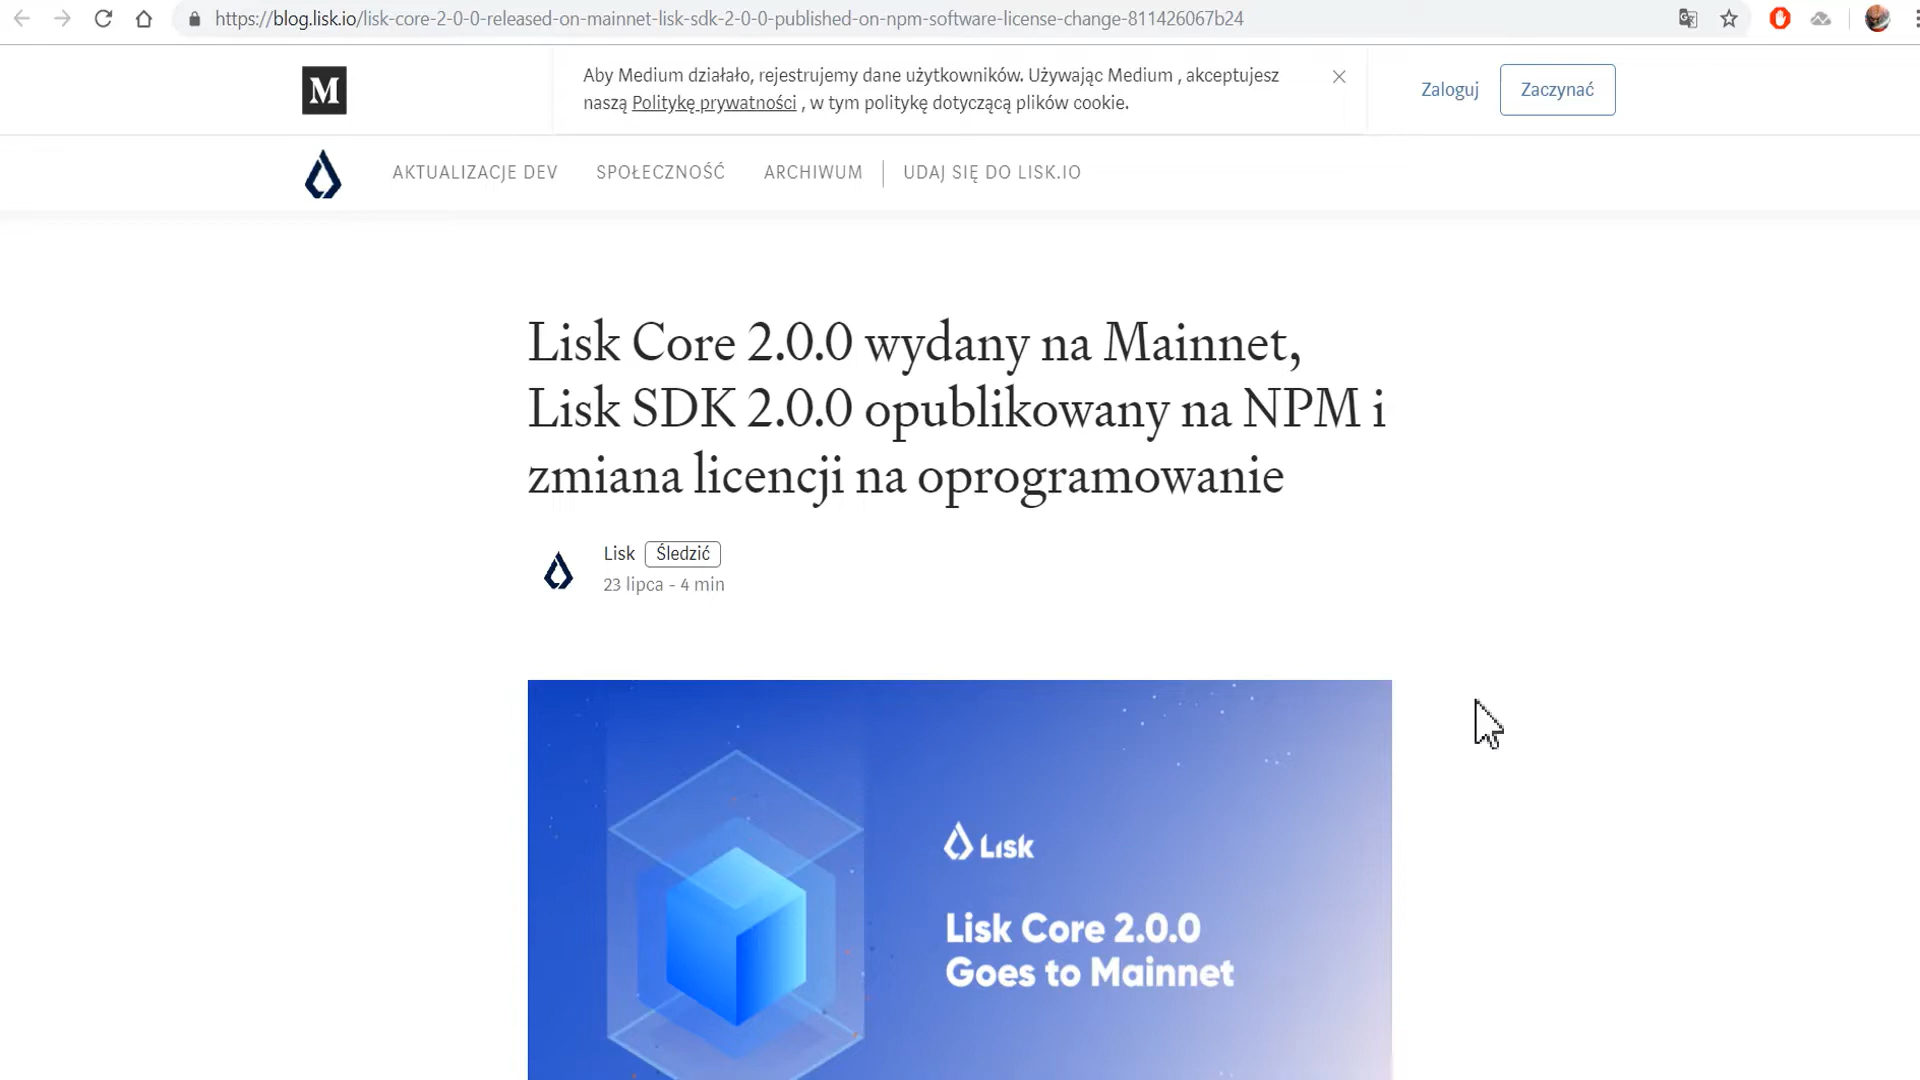 https://blog.lisk.io/lisk-core-2-0-0-released-on-mainnet-lisk-sdk-2-0-0-published-on-npm-software-license-change-811426067b24
M
Aby Medium działało, rejestrujemy dane użytkowników. Używając Medium , akceptujesz
naszą Politykę prywatności , w tym politykę dotyczącą plików cookie.
Zaloguj
Zaczynać
AKTUALIZACJE DEV
SPOŁECZNOŚĆ
ARCHIWUM
UDAJ SIĘ DO LISK.IO
Lisk Core 2.0.0 wydany na Mainnet,
Lisk SDK 2.0.0 opublikowany na NPM i
zmiana licencji na oprogramowanie
Lisk
Śledzić
23 lipca - 4 min
Lisk
Lisk Core 2.0.0
Goes to Mainnet